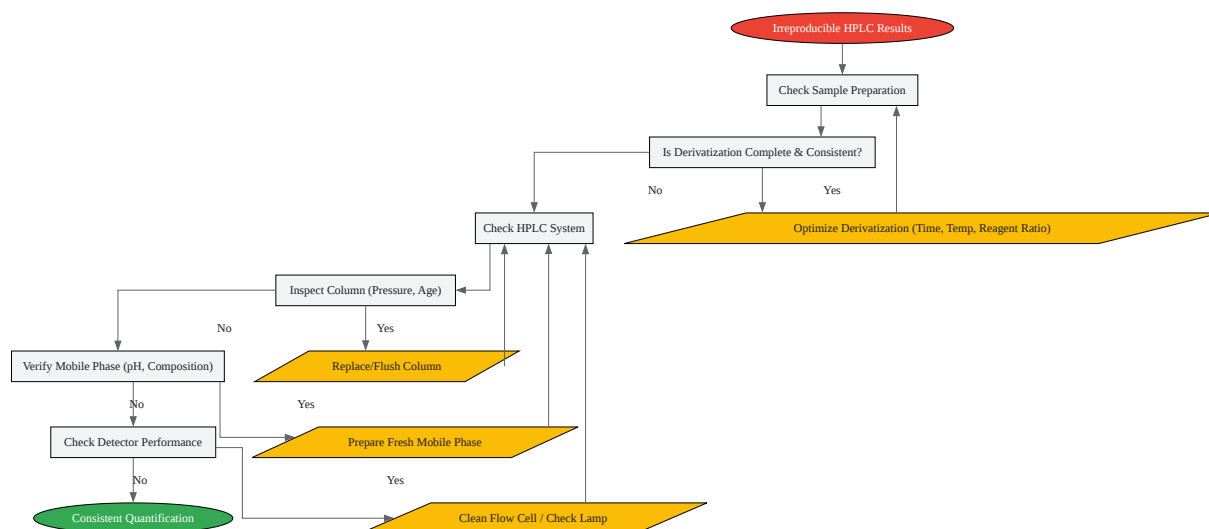 Irreproducible HPLC Results
Check Sample Preparation
Is Derivatization Complete & Consistent?
No
Yes
Check HPLC System
Optimize Derivatization (Time, Temp, Reagent Ratio)
Inspect Column (Pressure, Age)
No
Yes
Verify Mobile Phase (pH, Composition)
Replace/Flush Column
No
Yes
Check Detector Performance
Prepare Fresh Mobile Phase
No
Yes
Consistent Quantification
Clean Flow Cell / Check Lamp